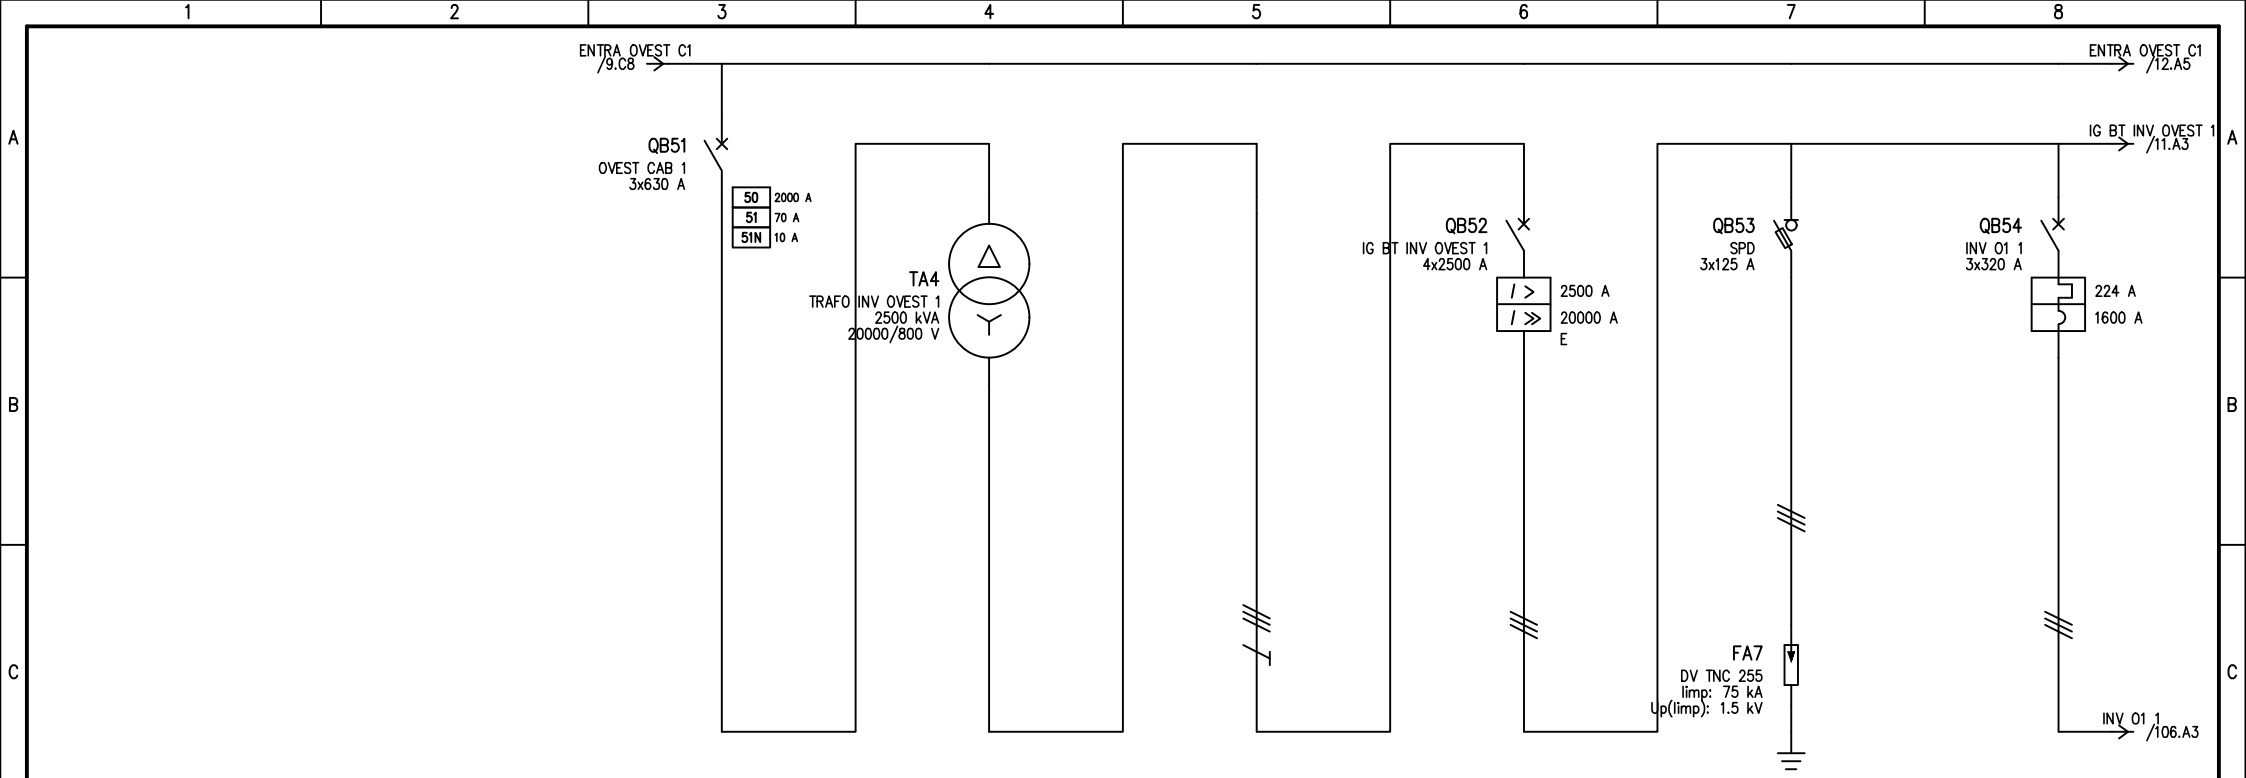 1 2 3 4 5 6 7 8
ENTRA OVEST C1
/9.C8
ENTRA OVEST C1
/12.A5
A
A
IG BT INV OVEST 1
/11.A3
QB51
OVEST CAB 1
3x630 A
50 2000 A
51 70 A
51N 10 A
TA4
TRAFO INV OVEST 1
2500 kVA
20000/800 V
QB52
IG BT INV OVEST 1
4x2500 A
I > 2500 A
I >> 20000 A
E
QB53
SPD
3x125 A
QB54
INV O1 1
3x320 A
224 A
1600 A
B
B
C
C
FA7
DV TNC 255
Iimp: 75 kA
Up(Iimp): 1.5 kV
INV O1 1
/106.A3